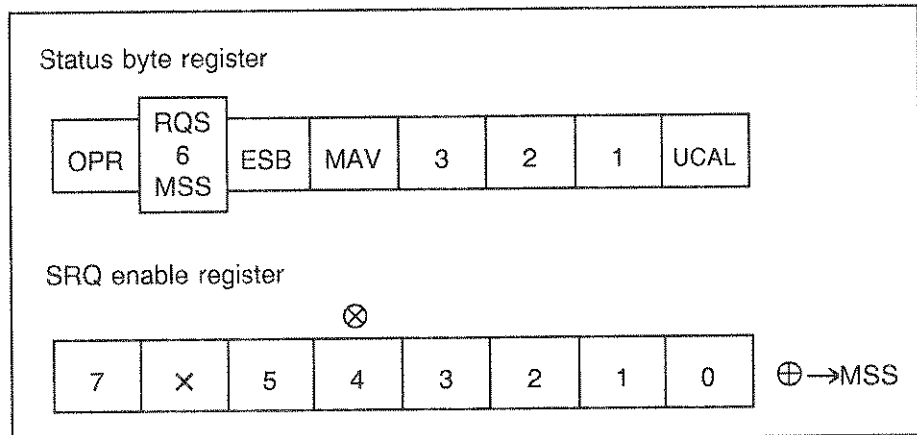 Status byte register
OPR RQS 6 MSS ESB MAV 3 2 1 UCAL
SRQ enable register
⊗
7 × 5 4 3 2 1 0 ⊕→MSS